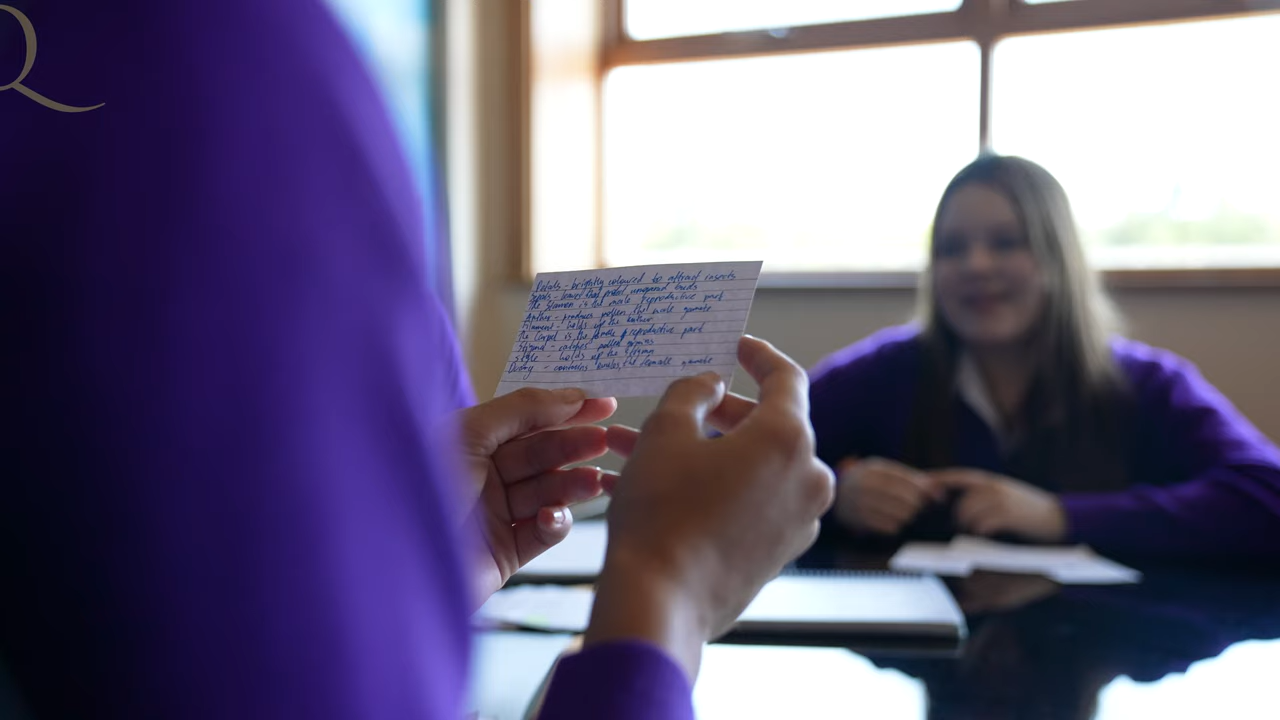 Q
Petals - brightly coloured to attract insects
Sepals - leaves that protect unopened buds
The Stamen is the male reproductive part
Anther - produces pollen, the male gamete
Filament - holds up the anther
The Carpel is the female reproductive part
Stigma - catches pollen grains
Style - holds up the stigma
Ovary - contains ovules, the female gamete